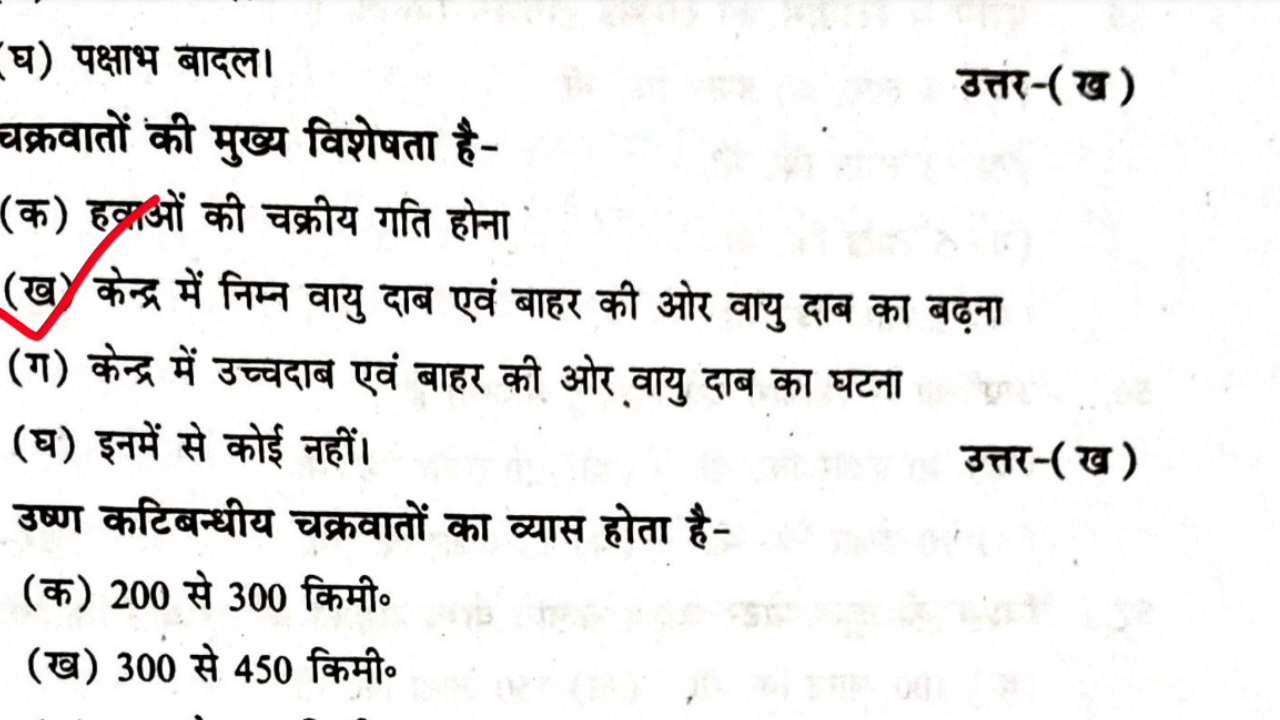 (घ) पक्षाभ बादल।
उत्तर-( ख )
चक्रवातों की मुख्य विशेषता है-
(क) हवाओं की चक्रीय गति होना
(ख) केन्द्र में निम्न वायु दाब एवं बाहर की ओर वायु दाब का बढ़ना
(ग) केन्द्र में उच्चदाब एवं बाहर की ओर वायु दाब का घटना
(घ) इनमें से कोई नहीं।
उत्तर-( ख )
उष्ण कटिबन्धीय चक्रवातों का व्यास होता है-
(क) 200 से 300 किमी॰
(ख) 300 से 450 किमी॰